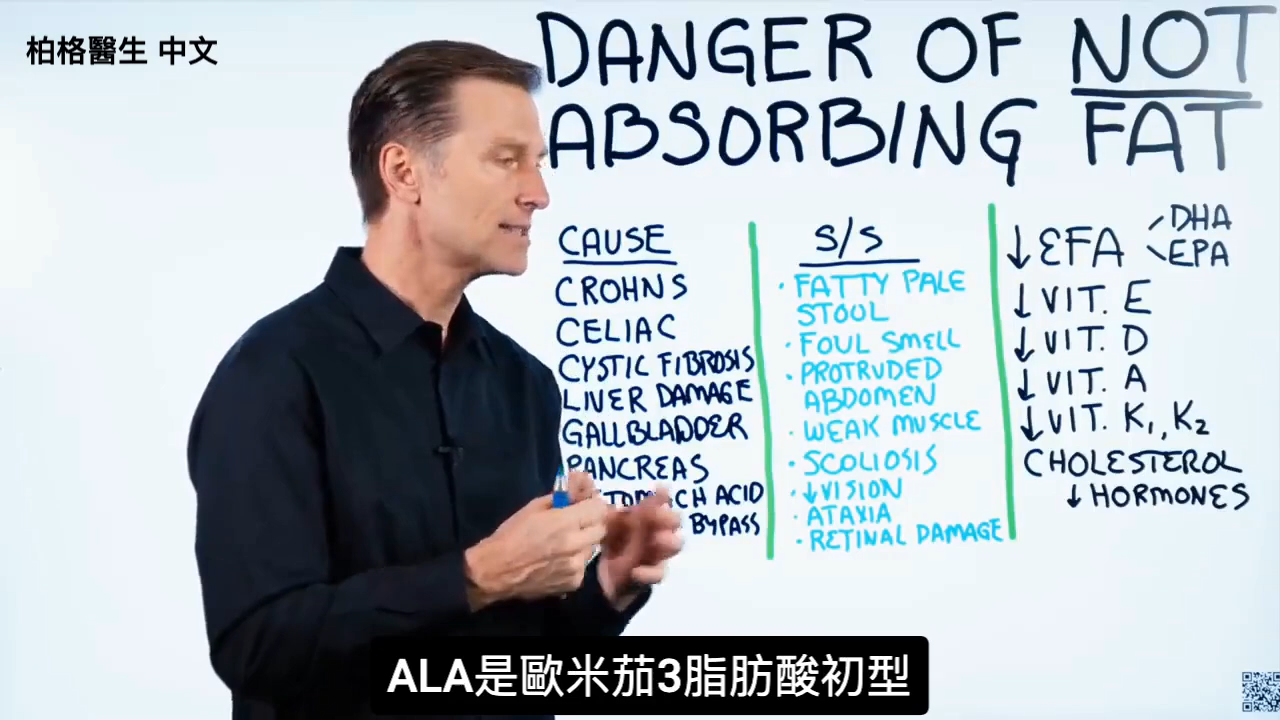 柏格醫生 中文
DANGER OF NOT
ABSORBING FAT
CAUSE
CROHNS
CELIAC
CYSTIC FIBROSIS
LIVER DAMAGE
GALLBLADDER
PANCREAS
STOMACH ACID
BYPASS
S/S
· FATTY PALE
STOOL
· FOUL SMELL
· PROTRUDED
ABDOMEN
· WEAK MUSCLE
· SCOLIOSIS
· ↓VISION
· ATAXIA
· RETINAL DAMAGE
↓EFA
DHA
EPA
↓VIT. E
↓VIT. D
↓VIT. A
↓VIT. K1, K2
CHOLESTEROL
↓HORMONES
ALA是歐米茄3脂肪酸初型